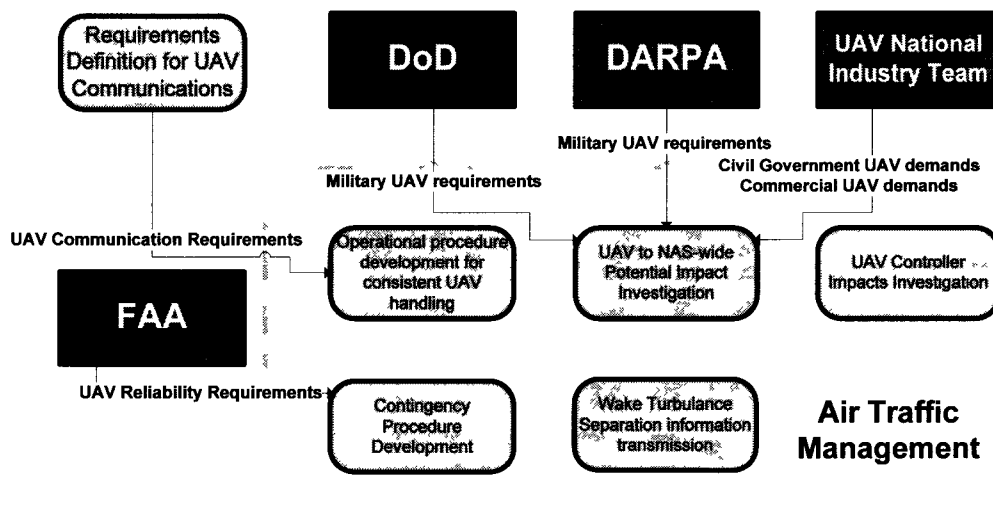 Requirements
Definition for UAV
Communications
DoD
DARPA
UAV National
Industry Team
Military UAV requirements
Civil Government UAV demands
Commercial UAV demands
Military UAV requirements
UAV Communication Requirements
Operational procedure
development for
consistent UAV
handling
UAV to NAS-wide
Potential Impact
Investigation
UAV Controller
Impacts Investigation
FAA
UAV Reliability Requirements
Contingency
Procedure
Development
Wake Turbulance
Separation information
transmission
Air Traffic
Management